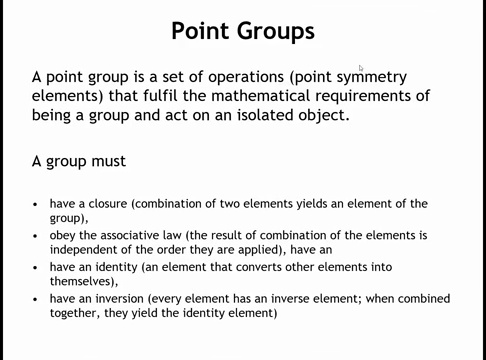 Point Groups
A point group is a set of operations (point symmetry
elements) that fulfil the mathematical requirements of
being a group and act on an isolated object.
A group must
• have a closure (combination of two elements yields an element of the
group),
• obey the associative law (the result of combination of the elements is
independent of the order they are applied), have an
• have an identity (an element that converts other elements into
themselves),
• have an inversion (every element has an inverse element; when combined
together, they yield the identity element)